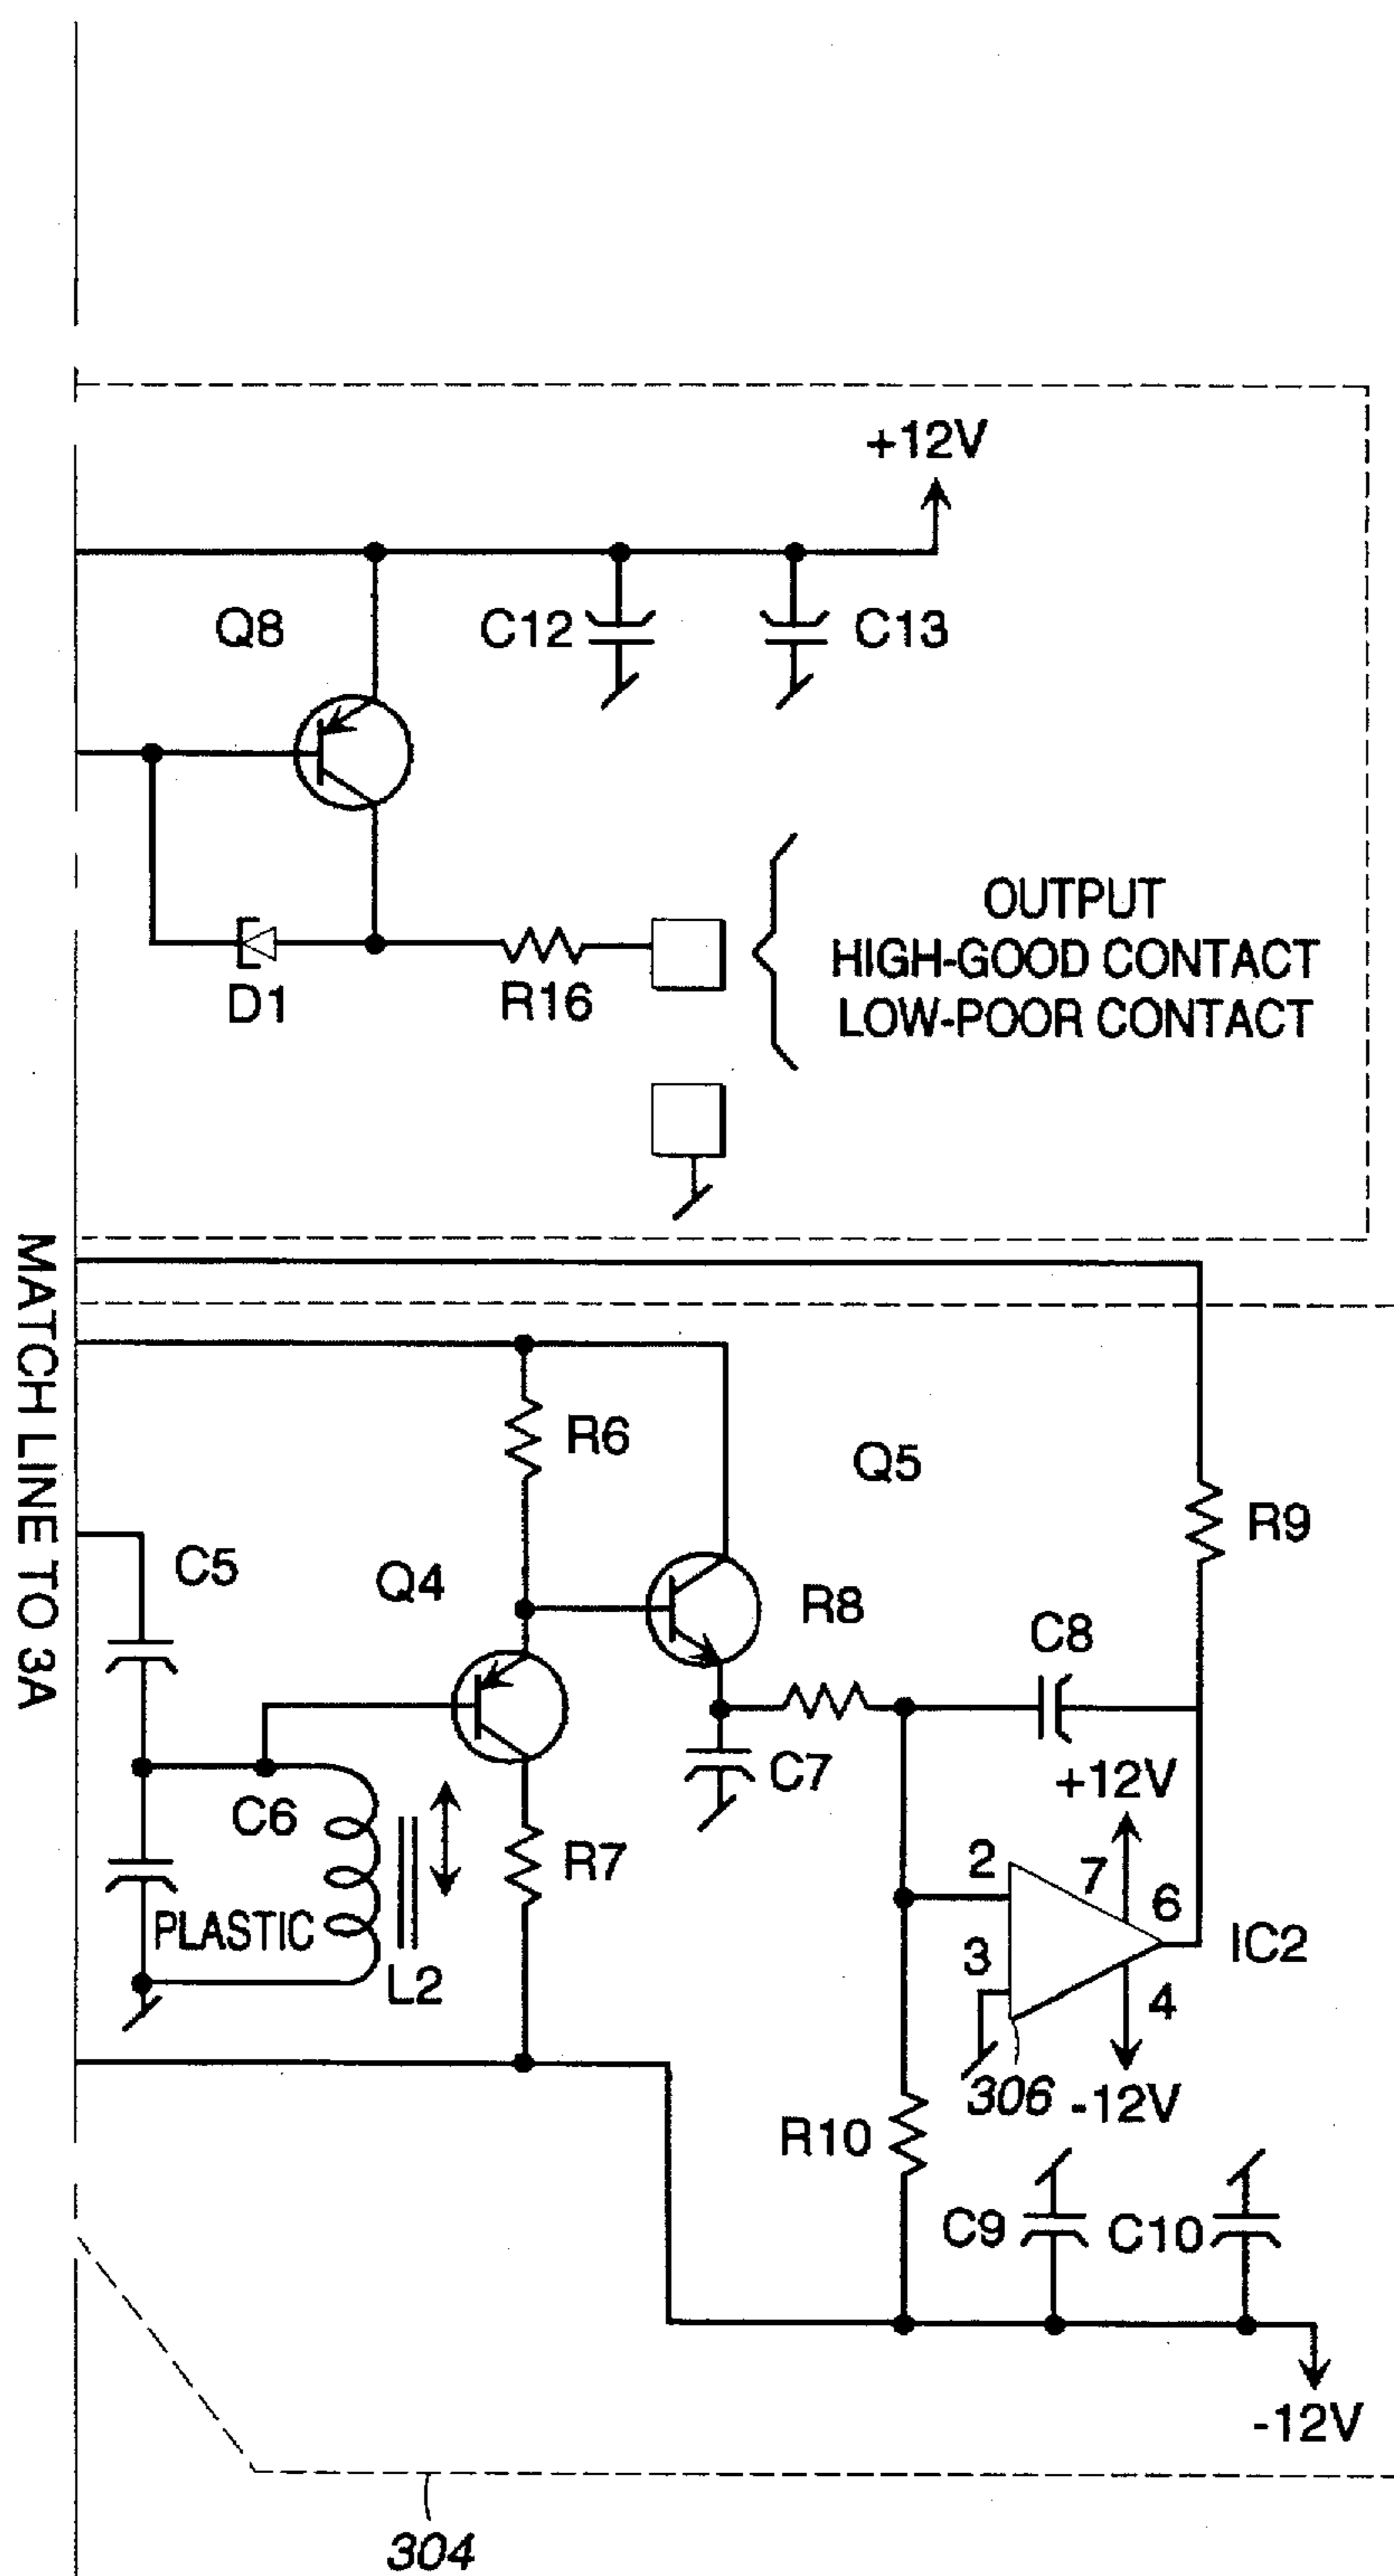 +12V
Q8
C12
C13
OUTPUT
HIGH-GOOD CONTACT
LOW-POOR CONTACT
D1
R16
MATCH LINE TO 3A
R6
Q5
R9
C5
Q4
R8
C8
C7
+12V
C6
R7
2
7
6
PLASTIC
3
IC2
L2
4
306
-12V
R10
C9
C10
-12V
304